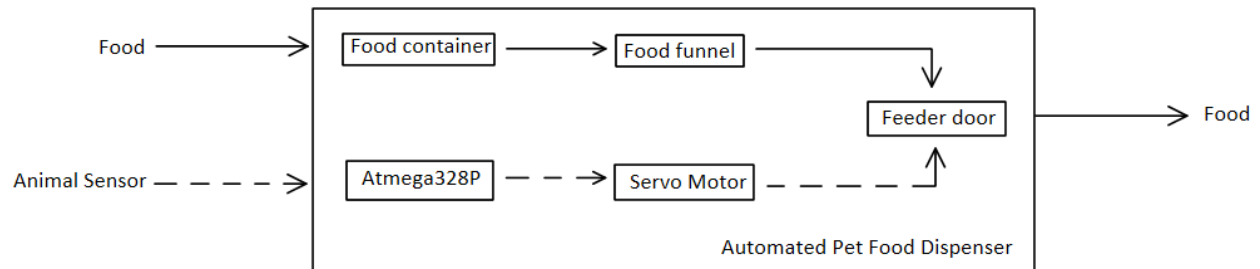 Food
Food container
Food funnel
Feeder door
Food
Animal Sensor
Atmega328P
Servo Motor
Automated Pet Food Dispenser